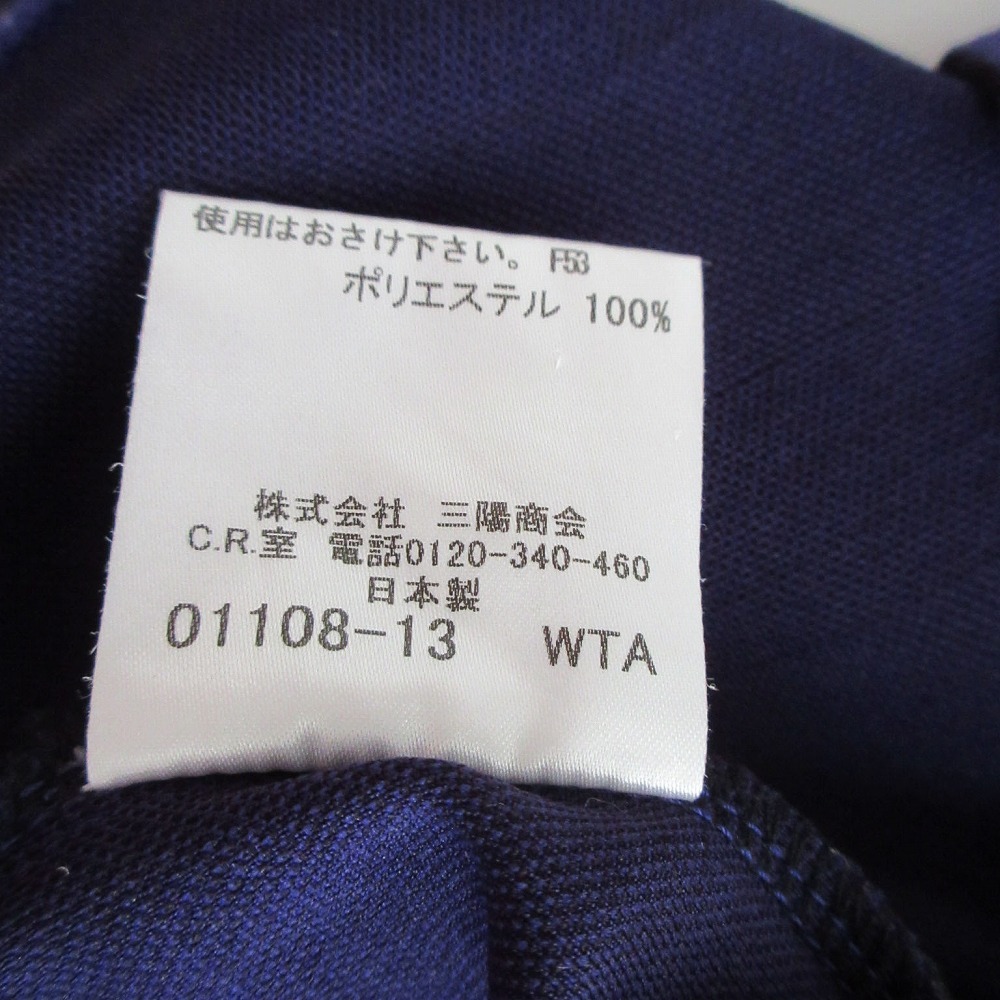 使用はおさけ下さい。 F53
ポリエステル 100%
株式会社 三陽商会
C.R.室 電話0120-340-460
日本製
01108-13 WTA